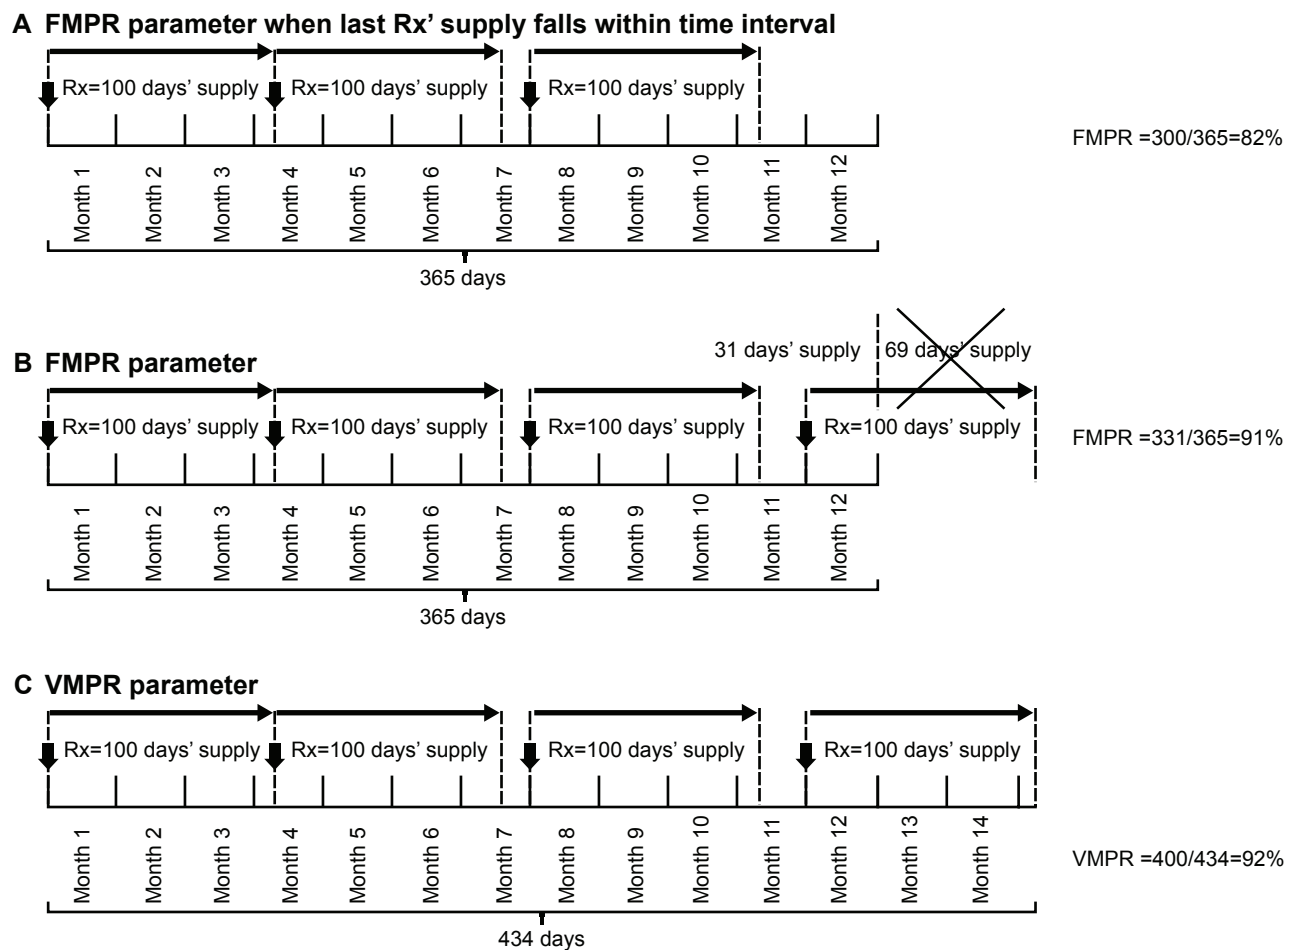 A FMPR parameter when last Rx’ supply falls within time interval
Rx=100 days’ supply Rx=100 days’ supply Rx=100 days’ supply
FMPR =300/365=82%
Month 1 Month 2 Month 3 Month 4 Month 5 Month 6 Month 7 Month 8 Month 9 Month 10 Month 11 Month 12
365 days
31 days’ supply 69 days’ supply
B FMPR parameter
Rx=100 days’ supply Rx=100 days’ supply Rx=100 days’ supply Rx=100 days’ supply
FMPR =331/365=91%
Month 1 Month 2 Month 3 Month 4 Month 5 Month 6 Month 7 Month 8 Month 9 Month 10 Month 11 Month 12
365 days
C VMPR parameter
Rx=100 days’ supply Rx=100 days’ supply Rx=100 days’ supply Rx=100 days’ supply
Month 1 Month 2 Month 3 Month 4 Month 5 Month 6 Month 7 Month 8 Month 9 Month 10 Month 11 Month 12 Month 13 Month 14
VMPR =400/434=92%
434 days